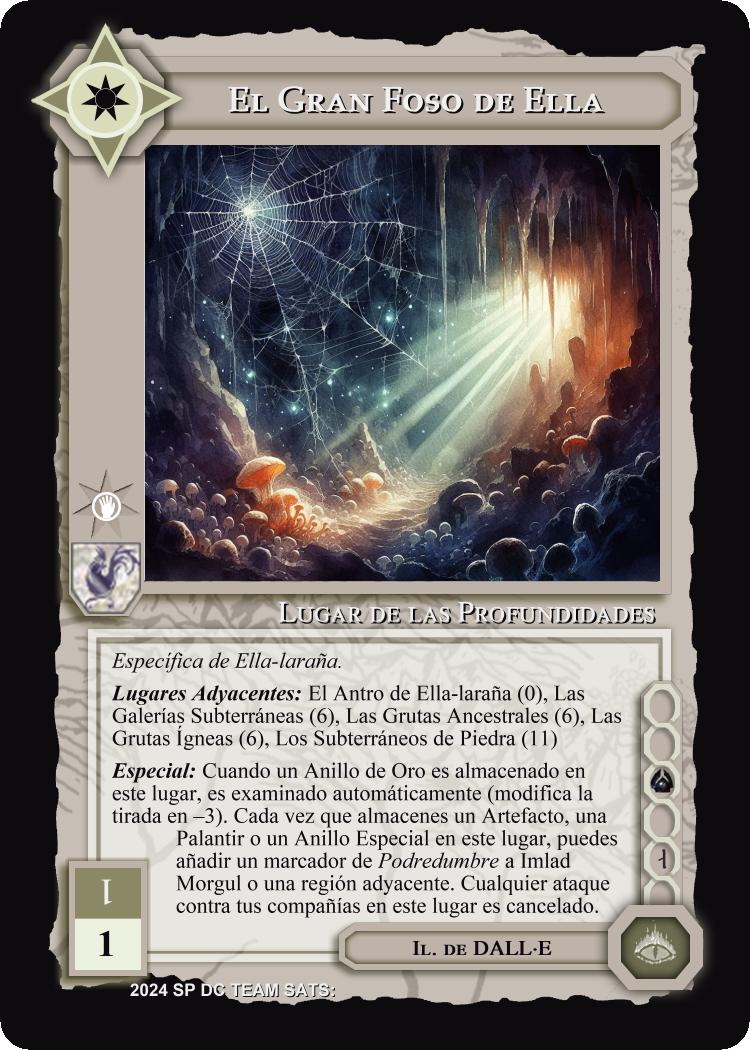 El Gran Foso de Ella
Lugar de las Profundidades
Específica de Ella-laraña.
Lugares Adyacentes: El Antro de Ella-laraña (0), Las
Galerías Subterráneas (6), Las Grutas Ancestrales (6), Las
Grutas Ígneas (6), Los Subterráneos de Piedra (11)
Especial: Cuando un Anillo de Oro es almacenado en
este lugar, es examinado automáticamente (modifica la
tirada en –3). Cada vez que almacenes un Artefacto, una
Palantir o un Anillo Especial en este lugar, puedes
añadir un marcador de Podredumbre a Imlad
Morgul o una región adyacente. Cualquier ataque
contra tus compañías en este lugar es cancelado.
1
Il. de DALL·E
2024 SP DC TEAM SATS: